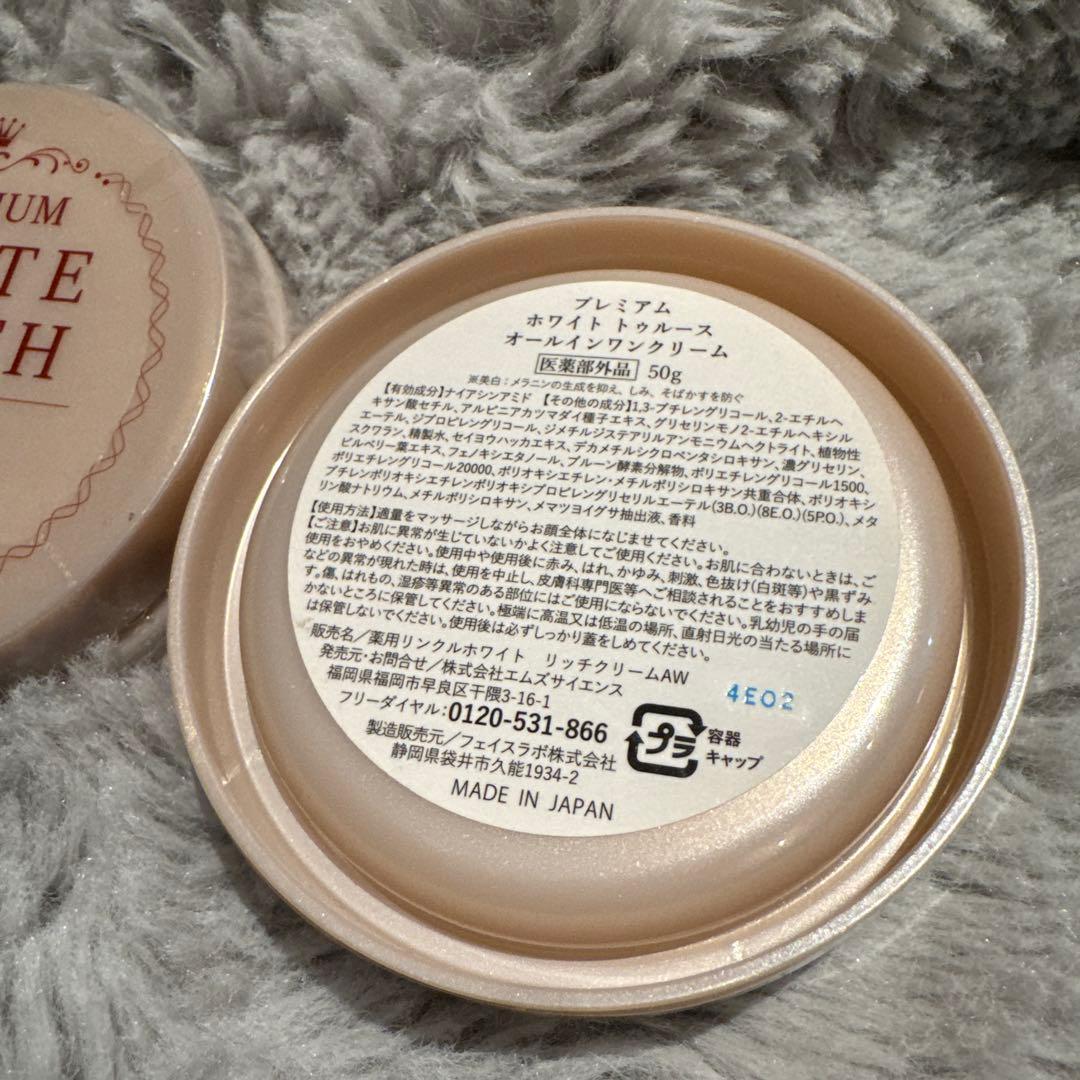 IUM
TE
H
プレミアム
ホワイト トゥルース
オールインワンクリーム
医薬部外品 50g
※美白：メラニンの生成を抑え、しみ、そばかすを防ぐ
【有効成分】ナイアシンアミド 【その他の成分】1,3-ブチレングリコール、2-エチルヘ
キサン酸セチル、アルピニアカツマダイ種子エキス、グリセリンモノ2-エチルヘキシル
エーテル、ジプロピレングリコール、ジメチルジステアリルアンモニウムヘクトライト、植物性
スクワラン、精製水、セイヨウハッカエキス、デカメチルシクロペンタシロキサン、濃グリセリン、
ビルベリー葉エキス、フェノキシエタノール、プルーン酵素分解物、ポリエチレングリコール1500、
ポリエチレングリコール20000、ポリオキシエチレン・メチルポリシロキサン共重合体、ポリオキシ
ブチレンポリオキシエチレンポリオキシプロピレングリセリルエーテル(3B.O.)(8E.O.)(5P.O.)、メタ
リン酸ナトリウム、メチルポリシロキサン、メマツヨイグサ抽出液、香料
【使用方法】適量をマッサージしながらお顔全体になじませてください。
【ご注意】お肌に異常が生じていないかよく注意してご使用ください。お肌に合わないときは、ご
使用をおやめください。使用中や使用後に赤み、はれ、かゆみ、刺激、色抜け(白斑等)や黒ずみ
などの異常が現れた時は、使用を中止し、皮膚科専門医等へご相談されることをおすすめしま
す。傷、はれもの、湿疹等異常のある部位にはご使用にならないでください。乳幼児の手の届
かないところに保管してください。極端に高温又は低温の場所、直射日光の当たる場所に
は保管しないでください。使用後は必ずしっかり蓋をしめてください。
販売名／薬用リンクルホワイト リッチクリームAW
発売元・お問合せ／株式会社エムズサイエンス
福岡県福岡市早良区干隈3-16-1
フリーダイヤル：0120-531-866
製造販売元／フェイスラボ株式会社
静岡県袋井市久能1934-2
MADE IN JAPAN
プラ
容器
キャップ
4E02